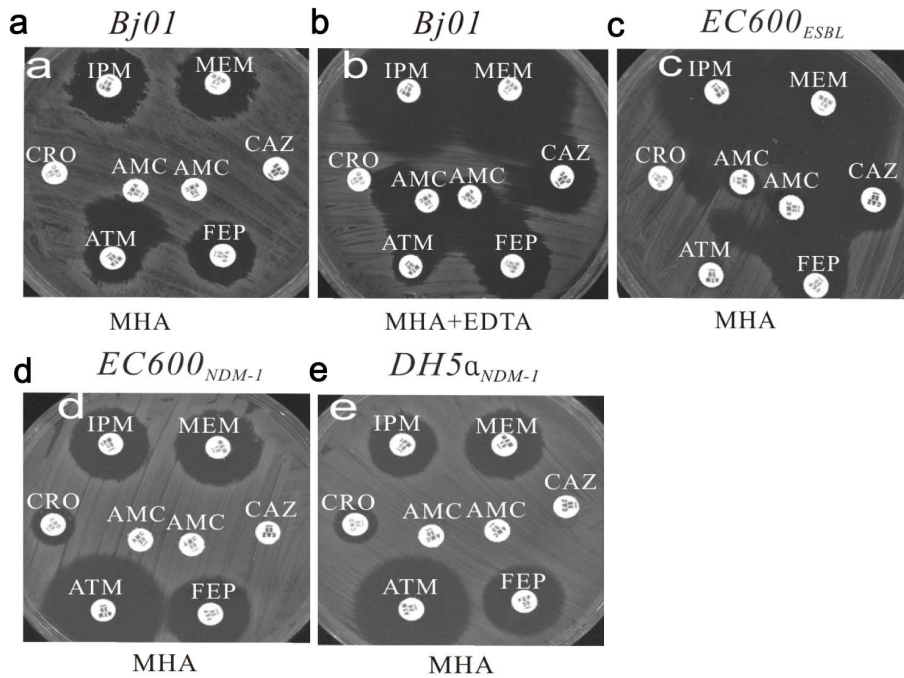 a Bj01
a
IPM MEM
CRO AMC AMC CAZ
ATM FEP
MHA
b Bj01
b
IPM MEM
CRO AMC AMC CAZ
ATM FEP
MHA+EDTA
c EC600ESBL
c
IPM MEM
CRO AMC AMC CAZ
ATM FEP
MHA
d EC600NDM-1
d
IPM MEM
CRO AMC AMC CAZ
ATM FEP
MHA
e DH5αNDM-1
e
IPM MEM
CRO AMC AMC CAZ
ATM FEP
MHA